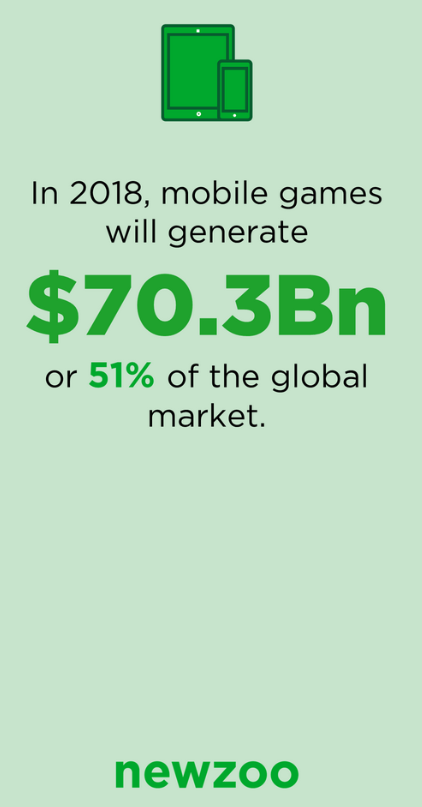 In 2018, mobile games
will generate
$70.3Bn
or 51% of the global
market.
newzoo